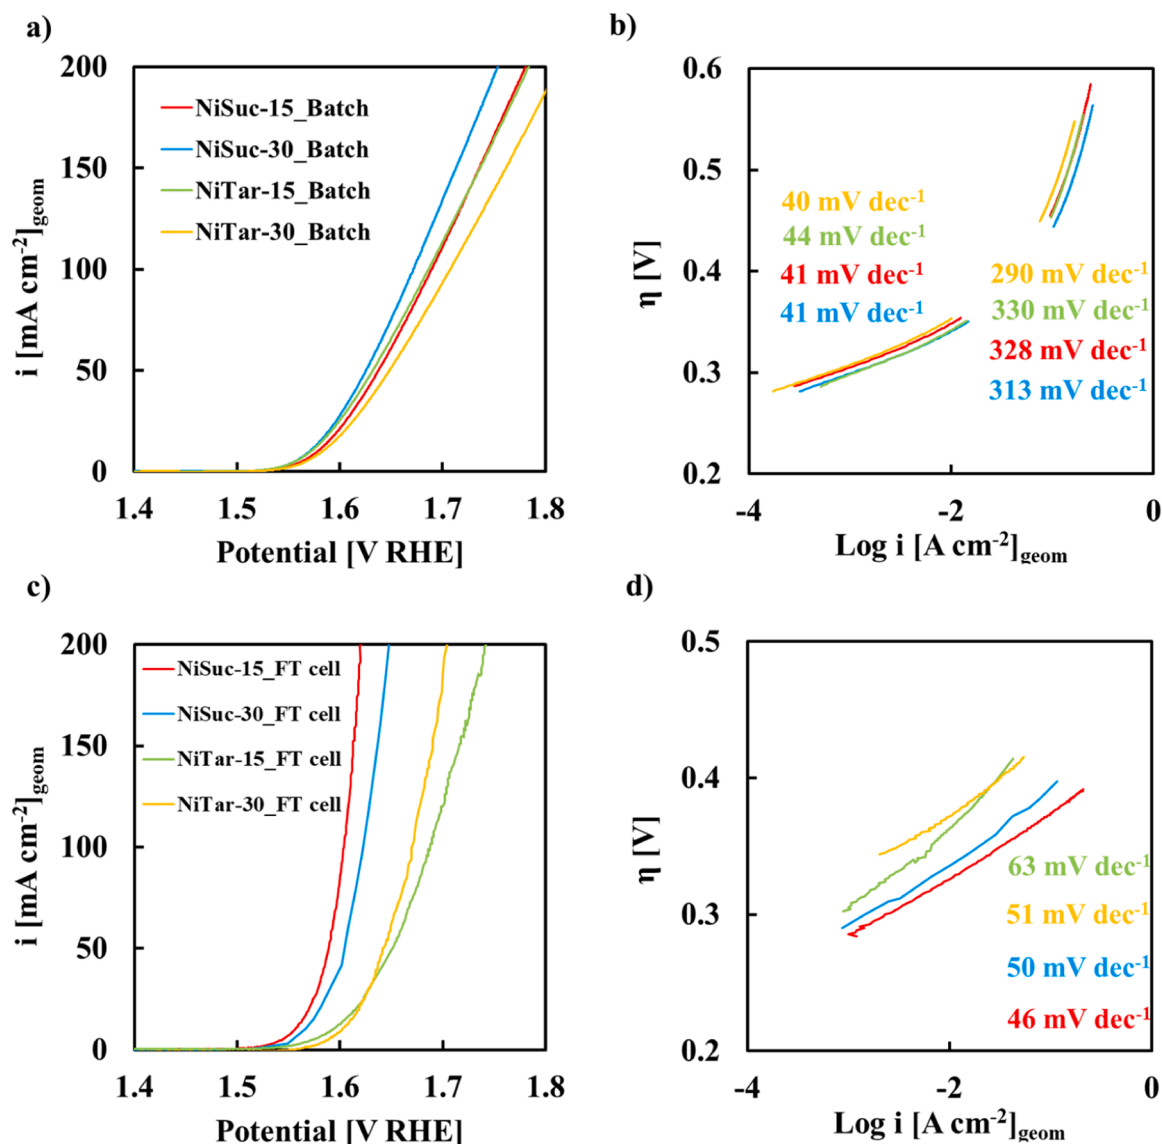 a)
200
150
100
50
0
i [mA cm-2]geom
NiSuc-15_Batch
NiSuc-30_Batch
NiTar-15_Batch
NiTar-30_Batch
1.4 1.5 1.6 1.7 1.8
Potential [V RHE]
b)
0.6
0.5
0.4
0.3
0.2
η [V]
40 mV dec-1
44 mV dec-1
41 mV dec-1
41 mV dec-1
290 mV dec-1
330 mV dec-1
328 mV dec-1
313 mV dec-1
-4 -2 0
Log i [A cm-2]geom
c)
200
150
100
50
0
i [mA cm-2]geom
NiSuc-15_FT cell
NiSuc-30_FT cell
NiTar-15_FT cell
NiTar-30_FT cell
1.4 1.5 1.6 1.7 1.8
Potential [V RHE]
d)
0.5
0.4
0.3
0.2
η [V]
63 mV dec-1
51 mV dec-1
50 mV dec-1
46 mV dec-1
-4 -2 0
Log i [A cm-2]geom